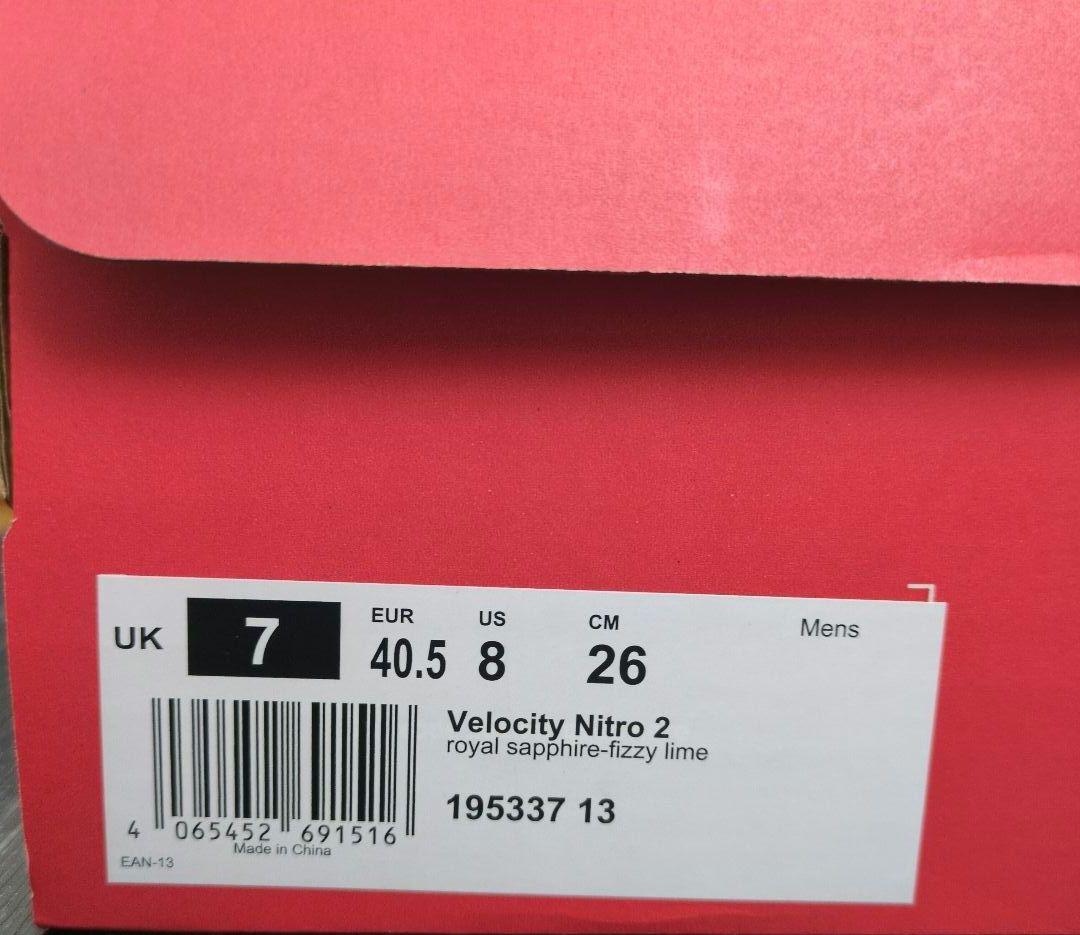 UK 7 EUR 40.5 US 8 CM 26 Mens
Velocity Nitro 2
royal sapphire-fizzy lime
195337 13
4 065452 691516
Made in China
EAN-13